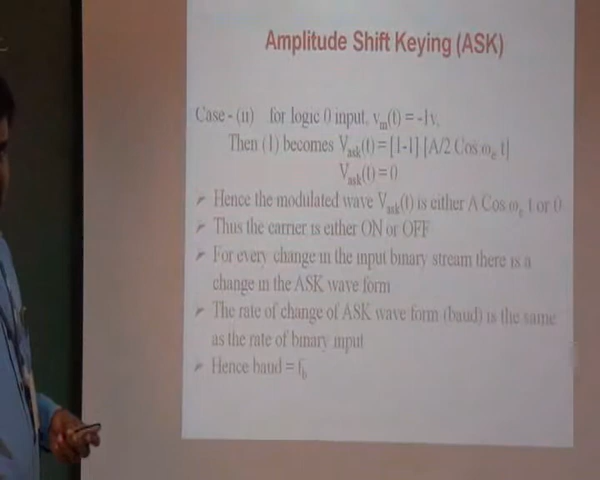 Amplitude Shift Keying (ASK)
Case - (ii) for logic 0 input, vm(t) = -1v,
Then (1) becomes Vask(t) = [1-1] [A/2 Cos ωc t]
Vask(t) = 0
➢ Hence the modulated wave Vask(t) is either A Cos ωc t or 0
➢ Thus the carrier is either ON or OFF
➢ For every change in the input binary stream there is a
change in the ASK wave form
➢ The rate of change of ASK wave form (baud) is the same
as the rate of binary input
➢ Hence baud = fb